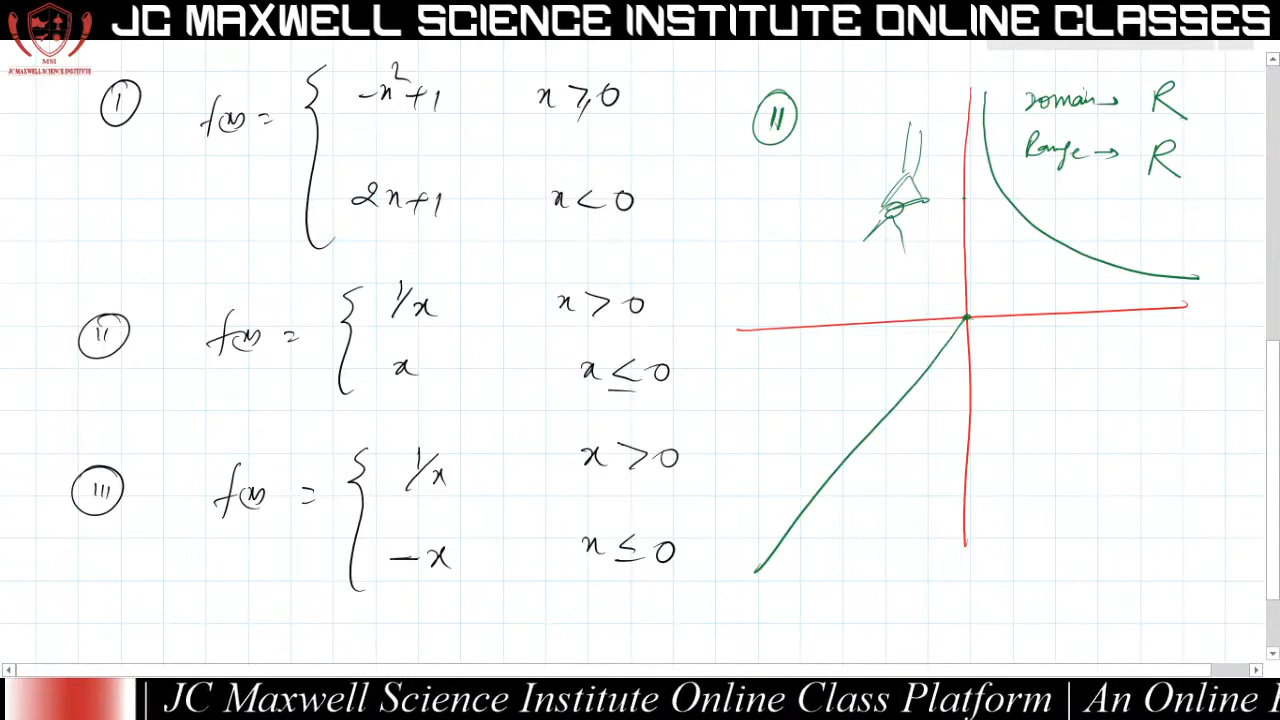 JC MAXWELL SCIENCE INSTITUTE ONLINE CLASSES
MSI
JC MAXWELL SCIENCE INSTITUTE
I f(x) = { -x²+1 x ≥ 0
2x+1 x < 0
II f(x) = { 1/x x > 0
x x ≤ 0
III f(x) = { 1/x x > 0
-x x ≤ 0
II
Domain → R
Range → R
| JC Maxwell Science Institute Online Class Platform | An Online